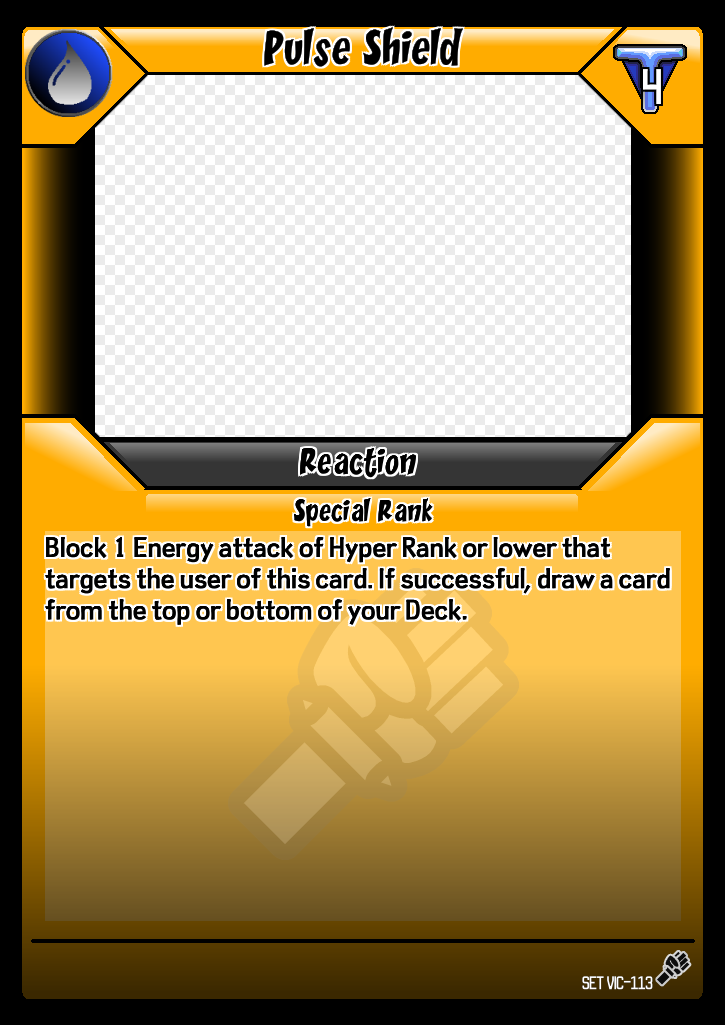 Pulse Shield
4
Reaction
Special Rank
Block 1 Energy attack of Hyper Rank or lower that
targets the user of this card. If successful, draw a card
from the top or bottom of your Deck.
SET VIC-113